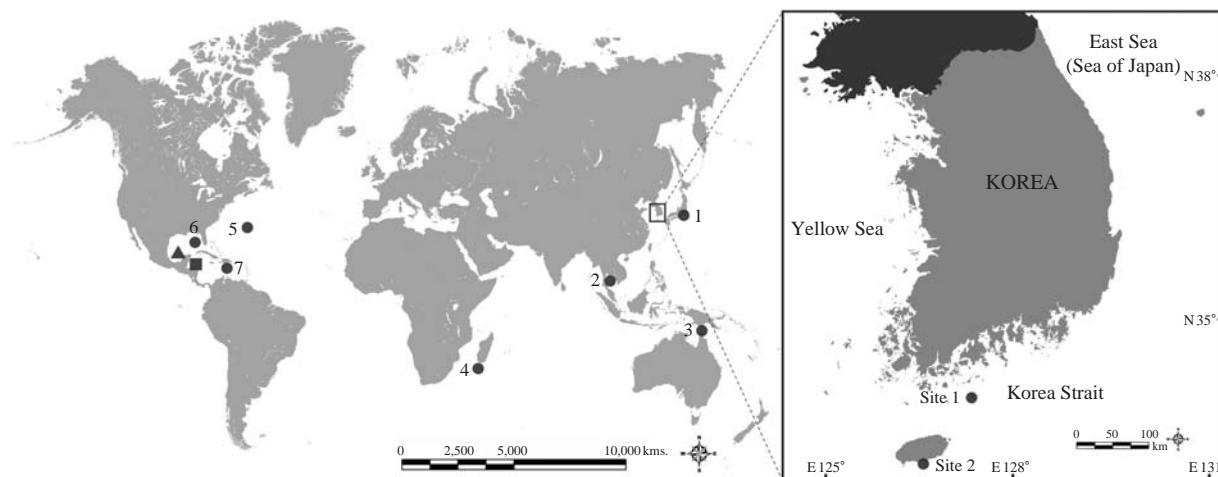 6
5
7
1
2
3
4
0 2,500 5,000 10,000 kms.
East Sea
(Sea of Japan)
N 38°
KOREA
Yellow Sea
N 35°
Korea Strait
Site 1
0 50 100
km
Site 2
E 125° E 128° E 131°